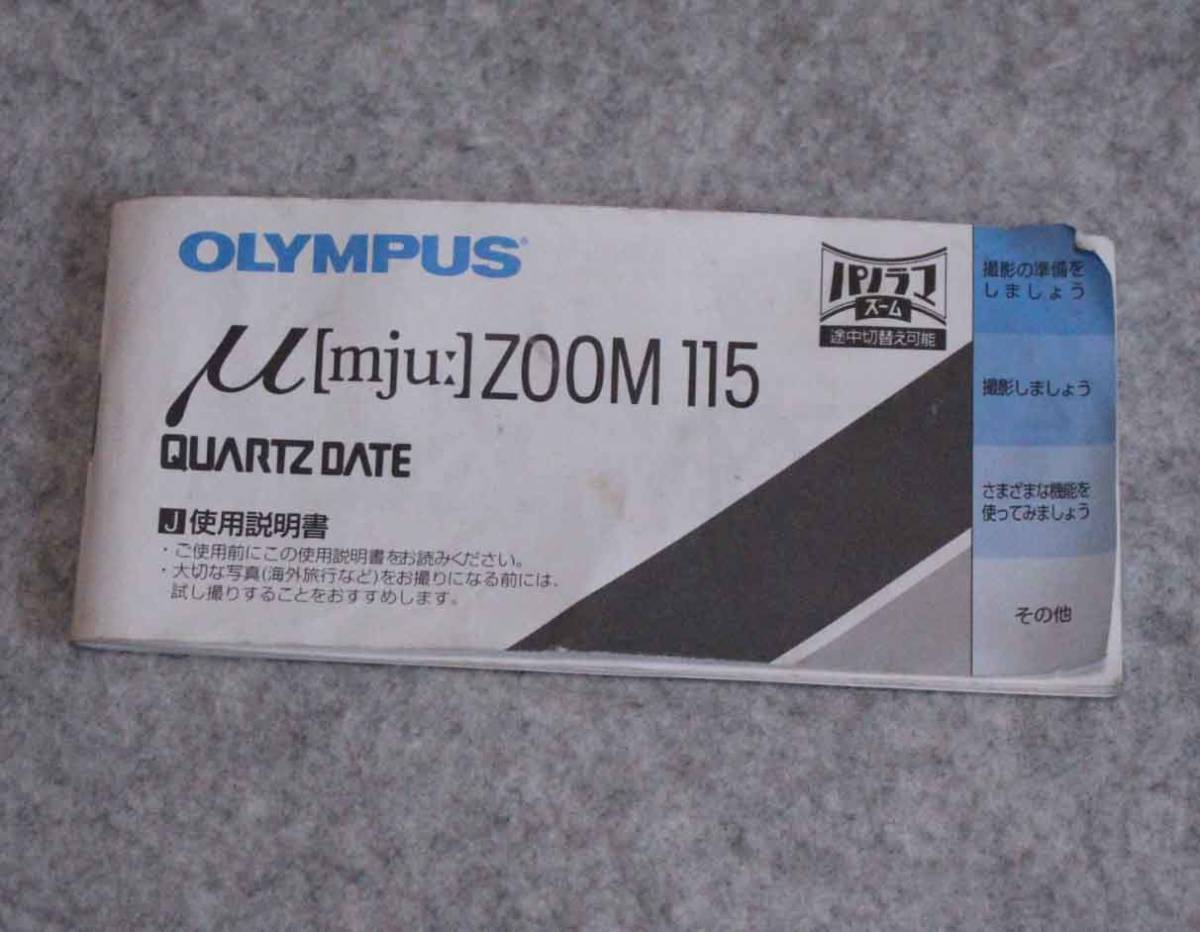 OLYMPUS
μ[mju:] ZOOM 115
QUARTZ DATE
J 使用説明書
・ご使用前にこの使用説明書をお読みください。
・大切な写真(海外旅行など)をお撮りになる前には、
試し撮りすることをおすすめします。
パノラマ
ズーム
途中切替え可能
撮影の準備を
しましょう
撮影しましょう
さまざまな機能を
使ってみましょう
その他